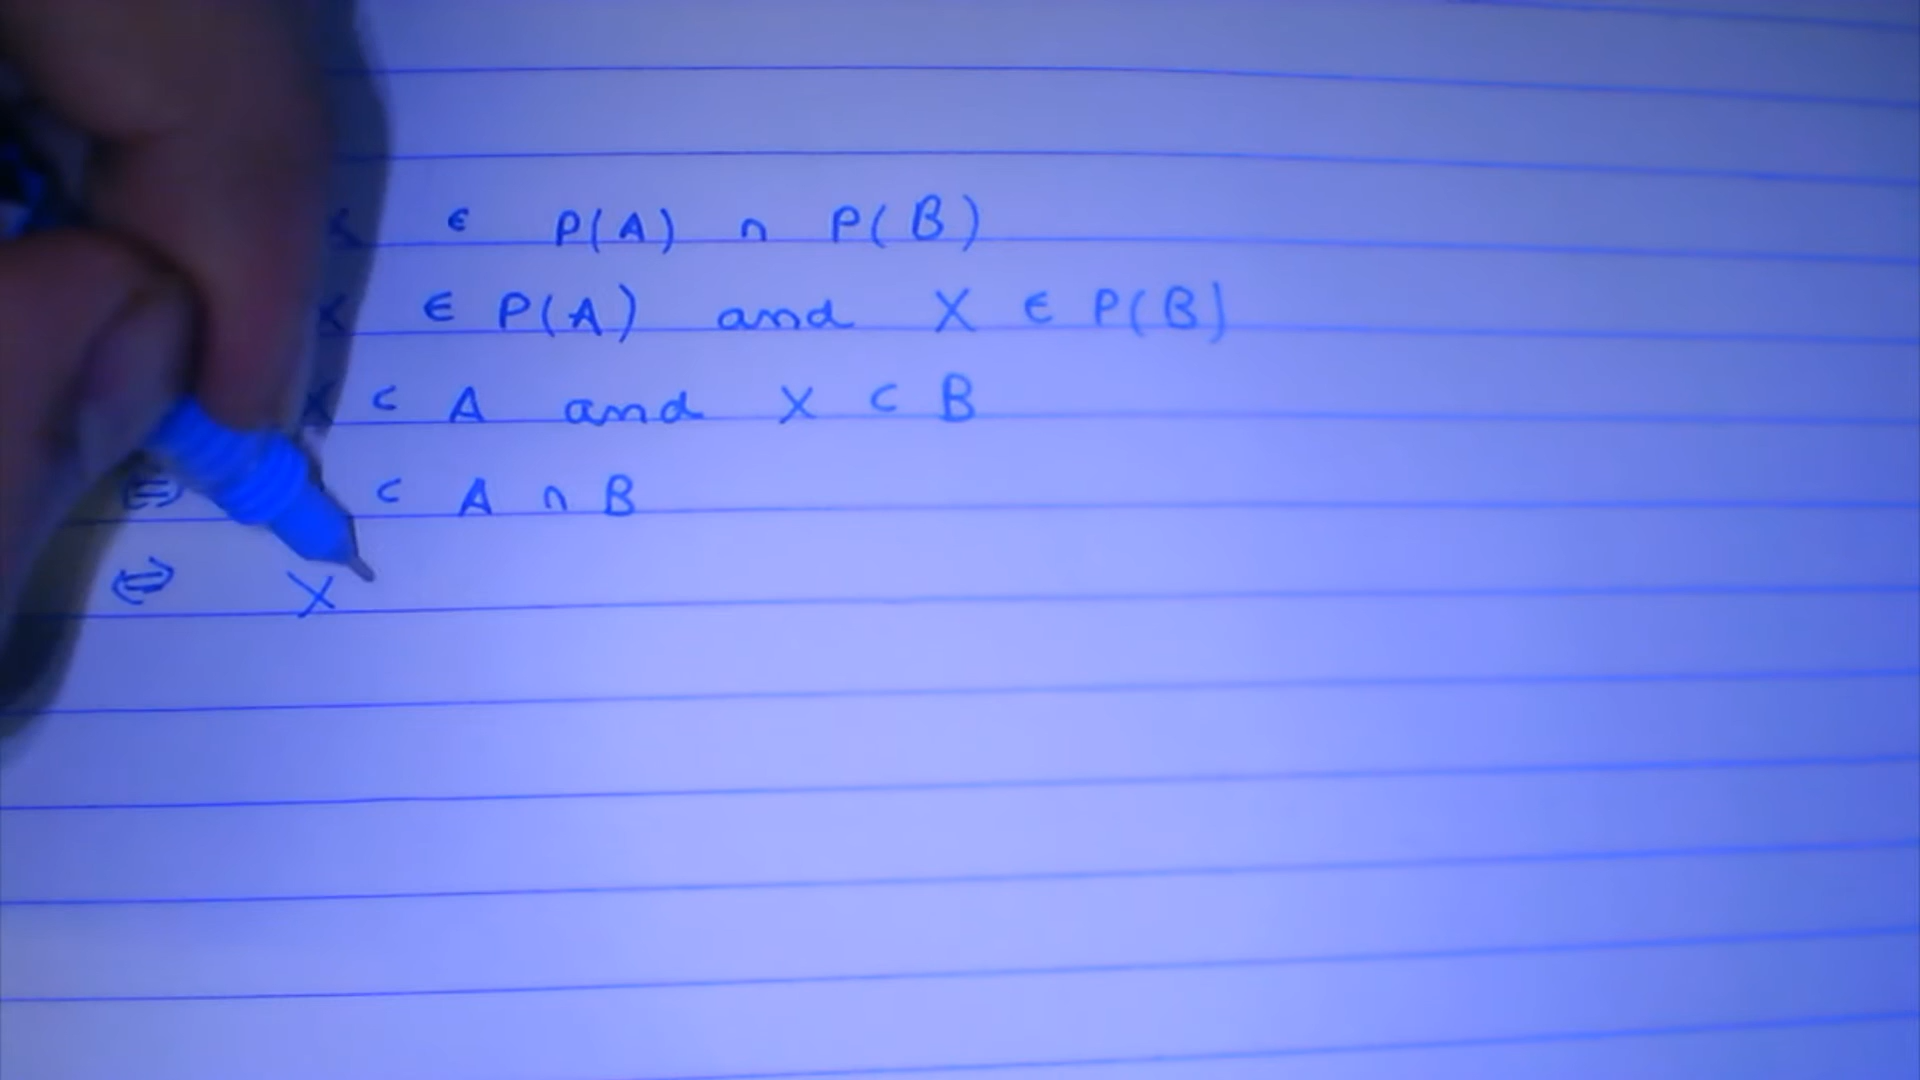 X ∈ P(A) ∩ P(B)
X ∈ P(A) and X ∈ P(B)
X ⊂ A and X ⊂ B
⇔ ⊂ A ∩ B
⇔ X